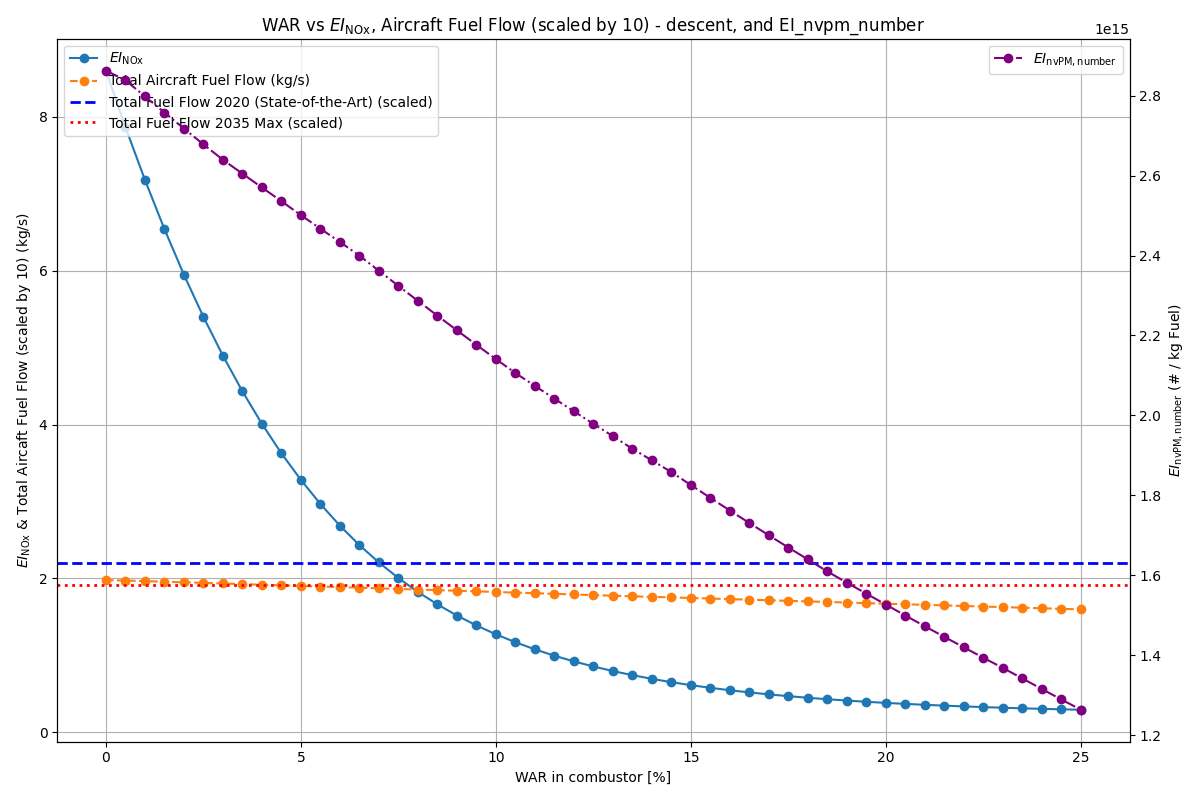 WAR vs EI_NOx, Aircraft Fuel Flow (scaled by 10) - descent, and EI_nvpm_number
1e15
EI_NOx
Total Aircraft Fuel Flow (kg/s)
Total Fuel Flow 2020 (State-of-the-Art) (scaled)
Total Fuel Flow 2035 Max (scaled)
EI_nvPM, number
8
6
4
2
0
2.8
2.6
2.4
2.2
2.0
1.8
1.6
1.4
1.2
EI_NOx & Total Aircaft Fuel Flow (scaled by 10) (kg/s)
EI_nvPM, number (# / kg Fuel)
0 5 10 15 20 25
WAR in combustor [%]